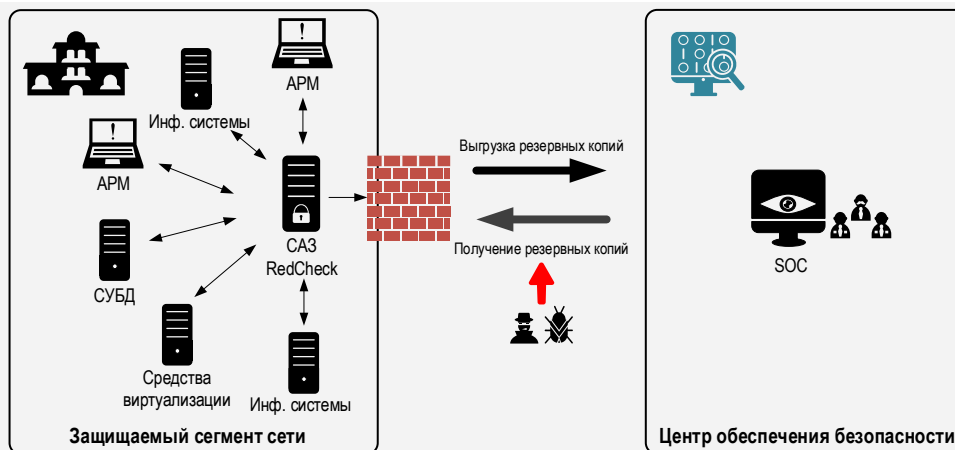 АРМ
Инф. системы
АРМ
САЗ
RedCheck
СУБД
Средства
виртуализации
Инф. системы
Защищаемый сегмент сети
Выгрузка резервных копий
Получение резервных копий
SOC
Центр обеспечения безопасности